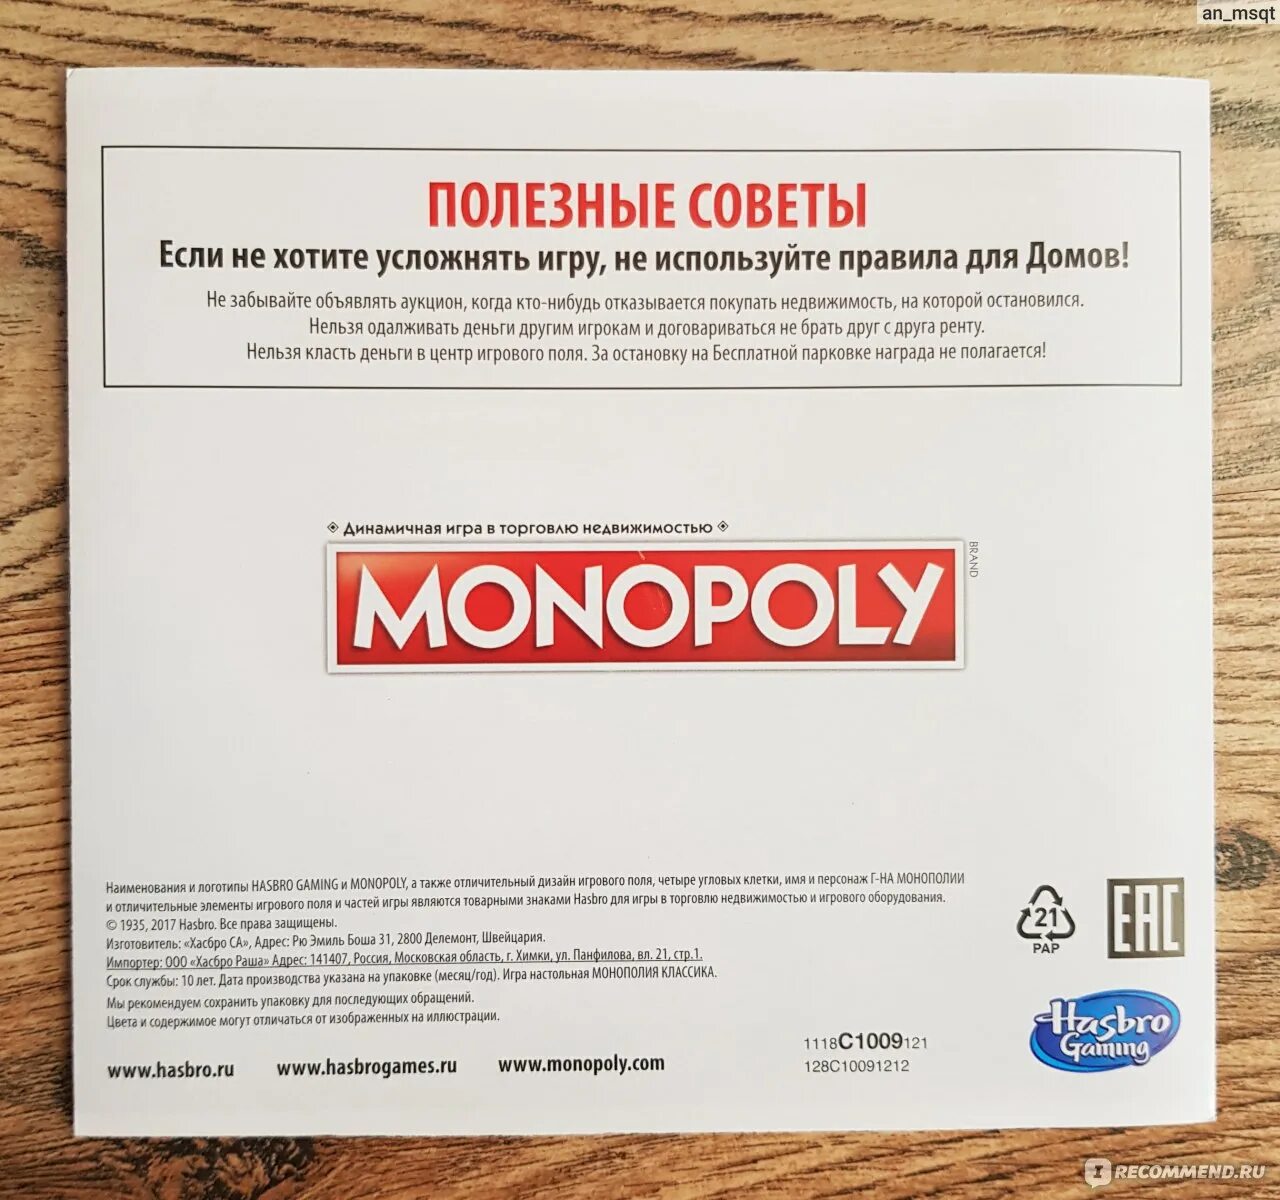 an_msqt
ПОЛЕЗНЫЕ СОВЕТЫ
Если не хотите усложнять игру, не используйте правила для Домов!
Не забывайте объявлять аукцион, когда кто-нибудь отказывается покупать недвижимость, на которой остановился.
Нельзя одалживать деньги другим игрокам и договариваться не брать друг с друга ренту.
Нельзя класть деньги в центр игрового поля. За остановку на Бесплатной парковке награда не полагается!
Динамичная игра в торговлю недвижимостью
MONOPOLY
BRAND
Наименования и логотипы HASBRO GAMING и MONOPOLY, а также отличительный дизайн игрового поля, четыре угловых клетки, имя и персонаж Г-НА МОНОПОЛИИ
и отличительные элементы игрового поля и частей игры являются товарными знаками Hasbro для игры в торговлю недвижимостью и игрового оборудования.
© 1935, 2017 Hasbro. Все права защищены.
Изготовитель: «Хасбро СА», Адрес: Рю Эмиль Боша 31, 2800 Делемонт, Швейцария.
Импортер: ООО «Хасбро Раша» Адрес: 141407, Россия, Московская область, г. Химки, ул. Панфилова, вл. 21, стр.1.
Срок службы: 10 лет. Дата производства указана на упаковке (месяц/год). Игра настольная МОНОПОЛИЯ КЛАССИКА.
Мы рекомендуем сохранить упаковку для последующих обращений.
Цвета и содержимое могут отличаться от изображенных на иллюстрации.
www.hasbro.ru www.hasbrogames.ru www.monopoly.com
1118C1009121
128C10091212
21
PAP
EAC
Hasbro
Gaming
RECOMMEND.RU